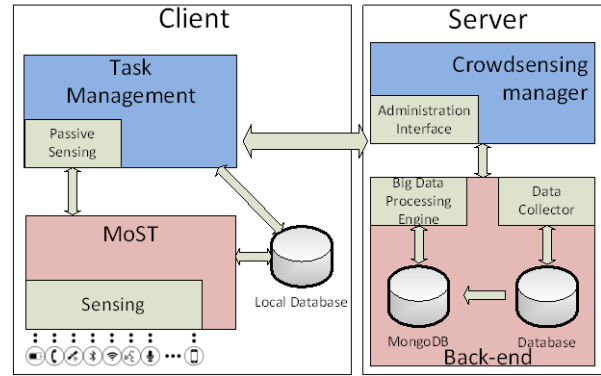 Client
Task
Management
Passive
Sensing
MoST
Sensing
Local Database
Server
Crowdsensing
manager
Administration
Interface
Big Data
Processing
Engine
Data
Collector
MongoDB
Database
Back-end